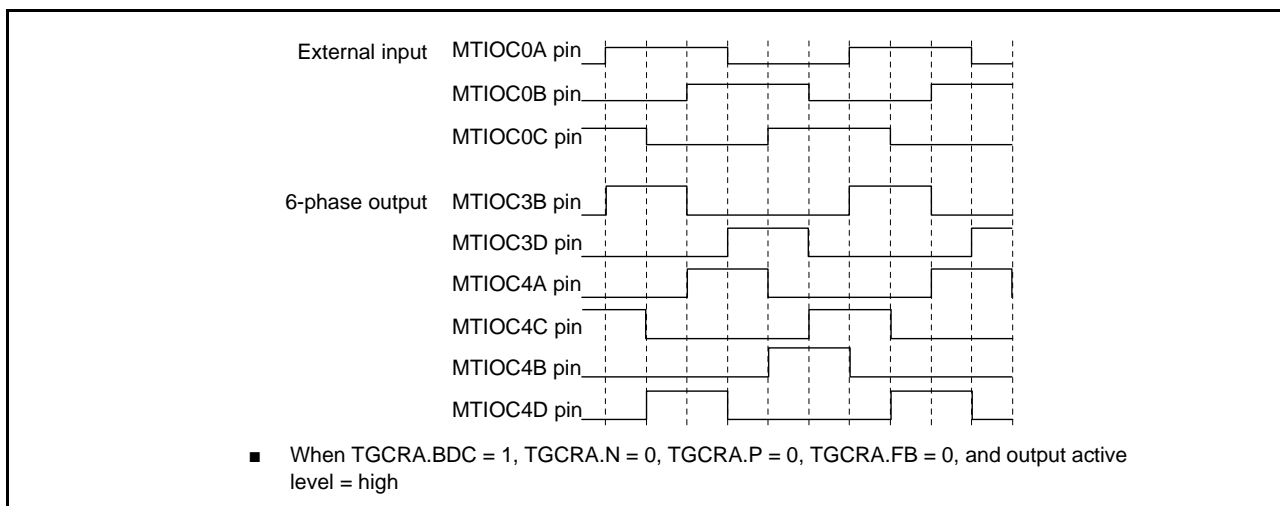 External input MTIOC0A pin
MTIOC0B pin
MTIOC0C pin
6-phase output MTIOC3B pin
MTIOC3D pin
MTIOC4A pin
MTIOC4C pin
MTIOC4B pin
MTIOC4D pin
■ When TGCRA.BDC = 1, TGCRA.N = 0, TGCRA.P = 0, TGCRA.FB = 0, and output active
level = high